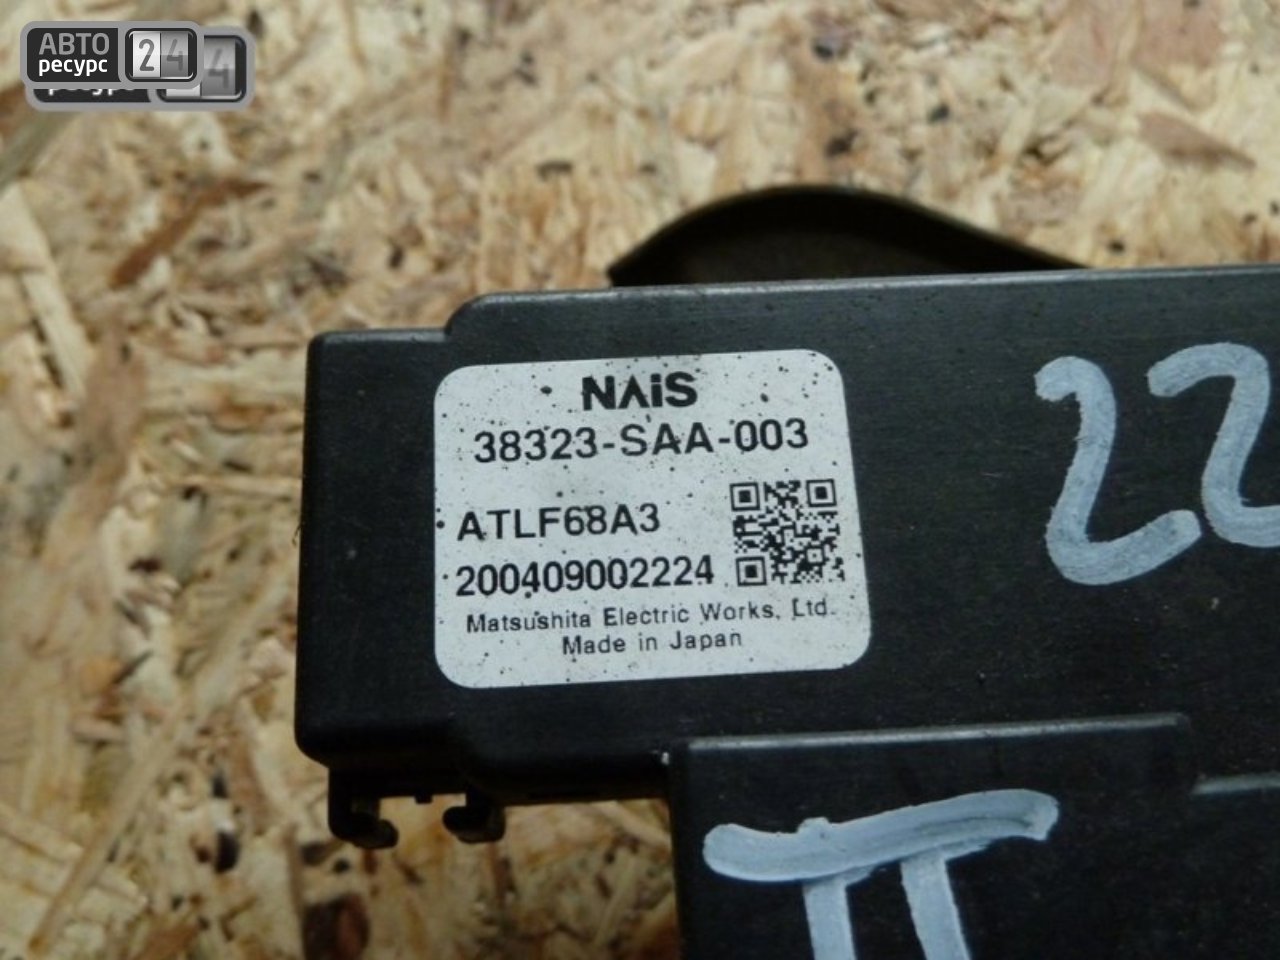 АВТО
ресурс 24
NAiS
38323-SAA-003
ATLF68A3
200409002224
Matsushita Electric Works, Ltd.
Made in Japan
22
П